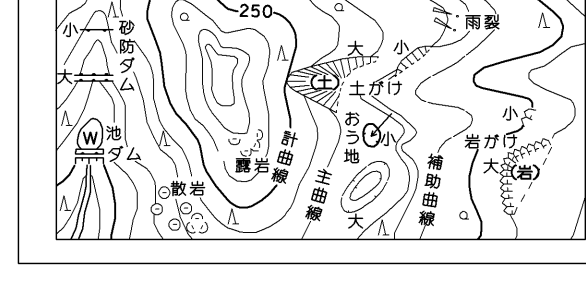 250
小
砂防ダム
大
W
池
ダム
露岩
散岩
計曲線
主曲線
大
土
土がけ
小
おう地
小
大
補助曲線
雨裂
小
岩がけ
大
岩